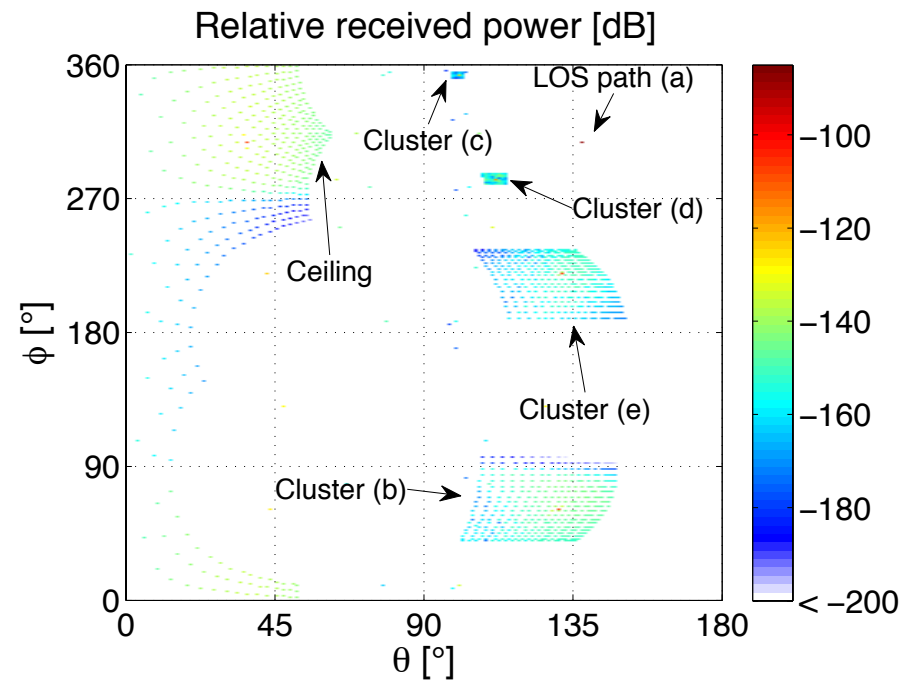 Relative received power [dB]
360
270
180
90
0
ϕ [°]
0
45
90
135
180
θ [°]
LOS path (a)
Cluster (c)
Cluster (d)
Ceiling
Cluster (e)
Cluster (b)
−100
−120
−140
−160
−180
< −200